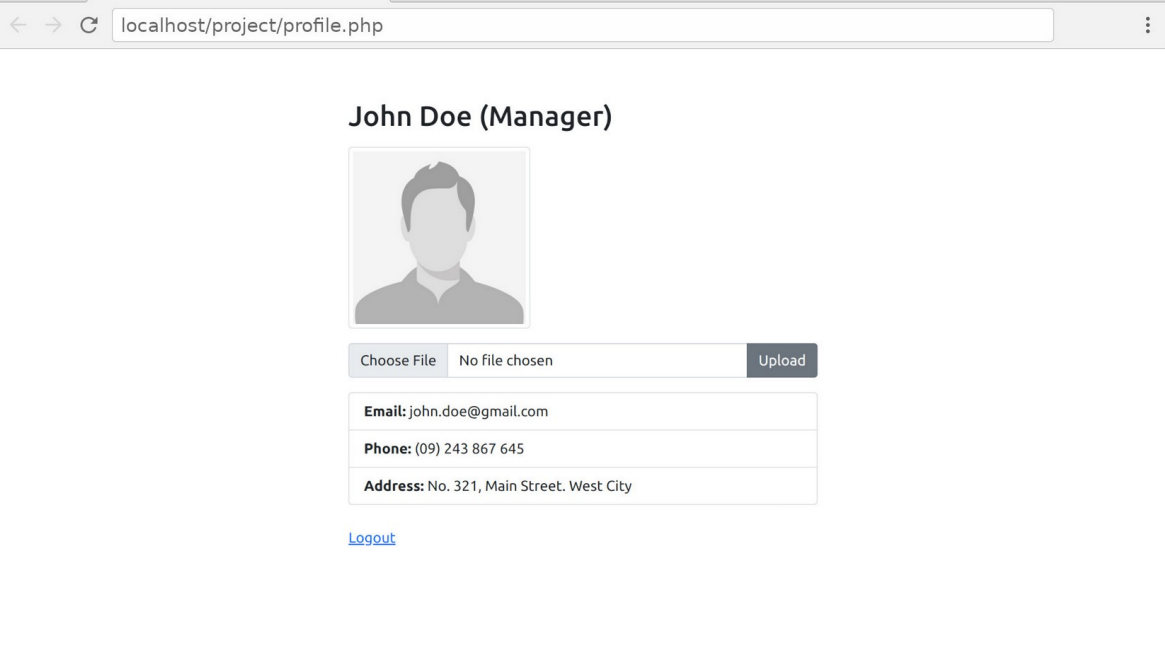 localhost/project/profile.php
John Doe (Manager)
Choose File No file chosen Upload
Email: john.doe@gmail.com
Phone: (09) 243 867 645
Address: No. 321, Main Street. West City
Logout